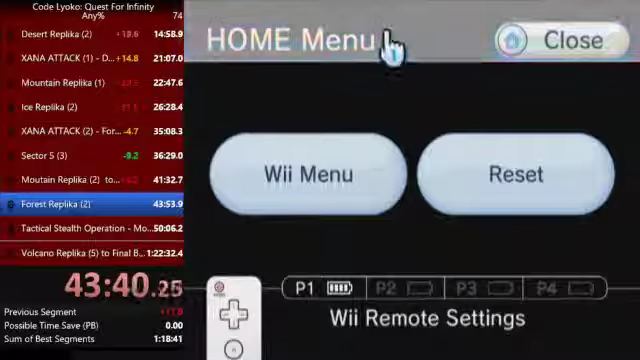 Code Lyoko: Quest For Infinity
Any% 74
Desert Replika (2) 14:58.9
XANA ATTACK (1) - D... +14.8 21:07.0
Mountain Replika (1) 22:47.6
Ice Replika (2) 26:28.4
XANA ATTACK (2) - For... -4.7 35:08.3
Sector 5 (3) -9.2 36:29.0
Moutain Replika (2) to... 41:32.7
Forest Replika (2) 43:53.9
Tactical Stealth Operation - Mo... 50:06.2
Volcano Replika (5) to Final B... 1:22:32.4
43:40.25
Previous Segment
Possible Time Save (PB) 0.00
Sum of Best Segments 1:18:41
HOME Menu
1
Close
Wii Menu
Reset
P1 P2 P3 P4
Wii Remote Settings